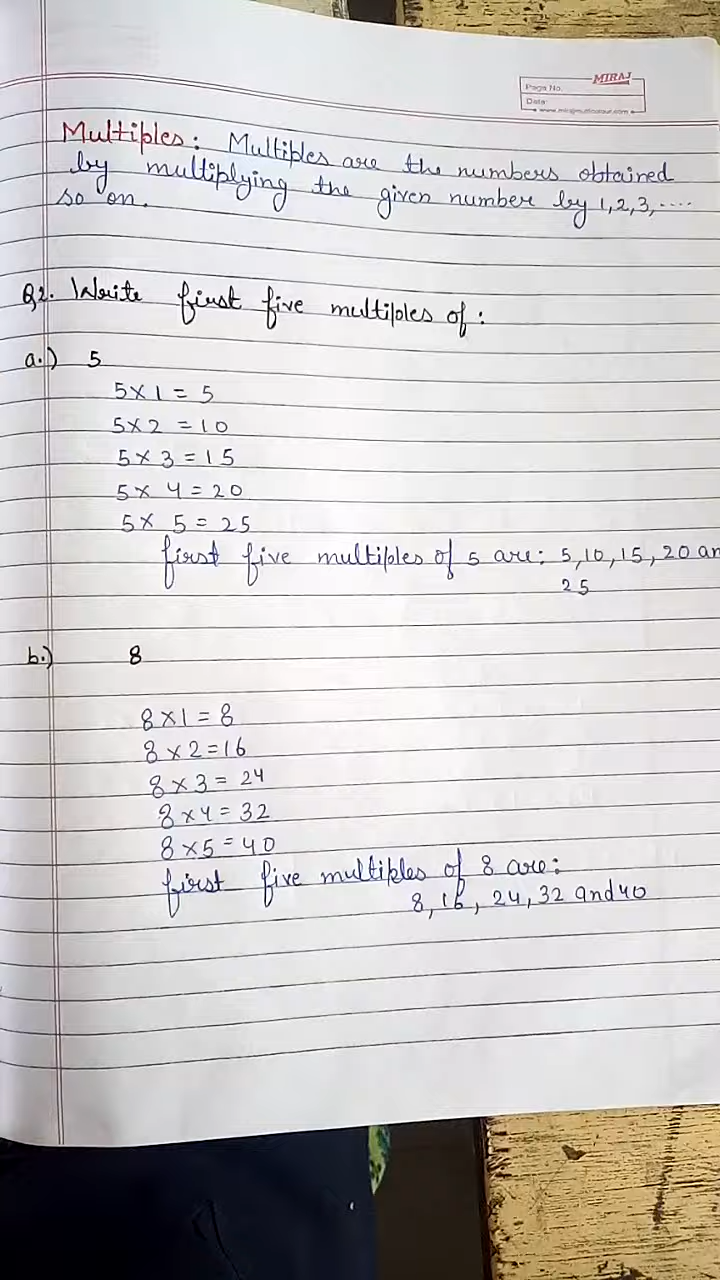 MIRAJ
Page No.
Date:
Multiples: Multiples are the numbers obtained
by multiplying the given number by 1,2,3,....
so on.
Q2. Write first five multiples of:
a.) 5
5×1=5
5×2=10
5×3=15
5×4=20
5×5=25
first five multiples of 5 are: 5,10,15,20 an
25
b.) 8
8×1=8
8×2=16
8×3=24
8×4=32
8×5=40
first five multiples of 8 are:
8,16,24,32 and 40